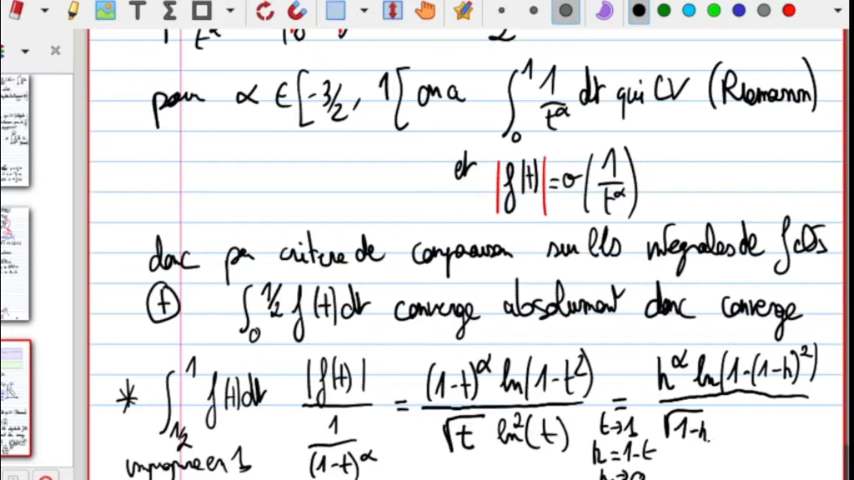 pour α ∈ [-3/2, 1[ on a ∫₀¹ 1/t^α dt qui CV (Riemann)
et |f(t)| = o(1/t^α)
donc par critère de comparaison sur les intégrales de f cts
(+) ∫₀^{1/2} f(t) dt converge absolument donc converge
* ∫_{1/2}^1 f(t) dt |f(t)| / (1/(1-t)^α) = (1-t)^α ln(1-t²) / (√t ln²(t)) = h^α ln(1-(1-h)²) / √1-h
impropre en 1 t→1
h=1-t
h→0